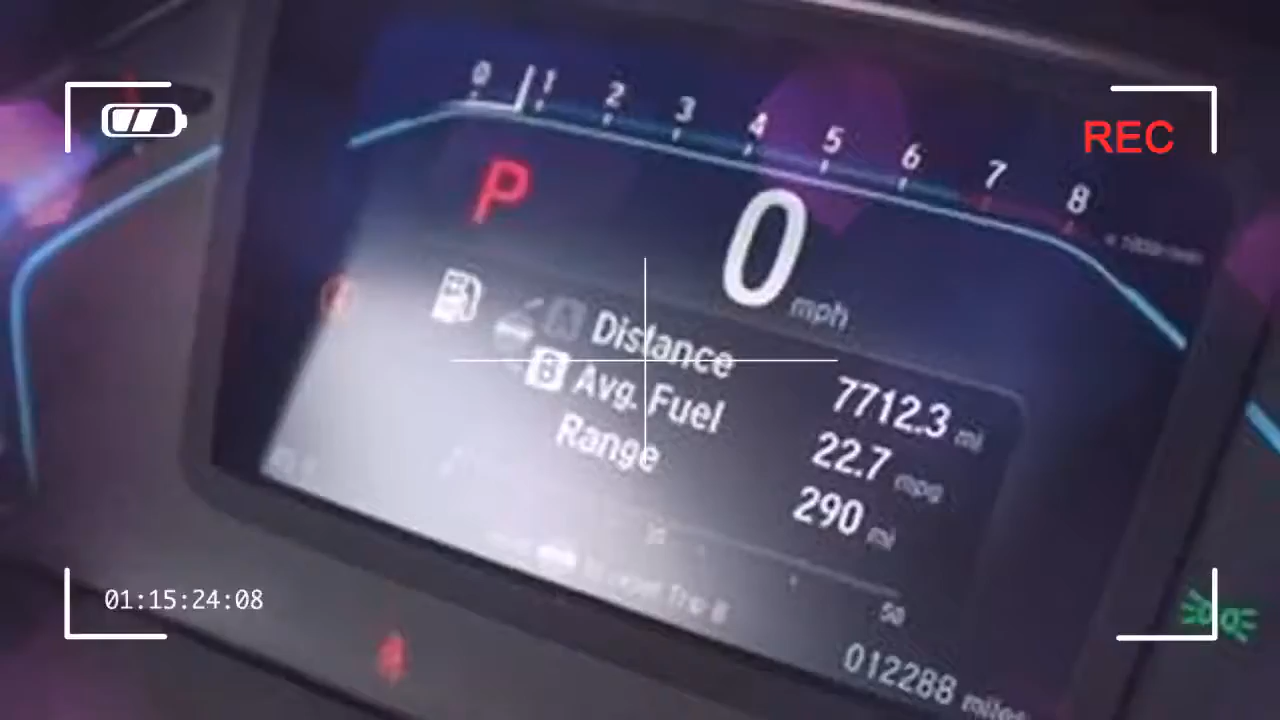 REC
0 1 2 3 4 5 6 7 8
P
0 mph
A Distance 7712.3 mi
B Avg. Fuel 22.7 mpg
Range 290 mi
50
012288 miles
01:15:24:08